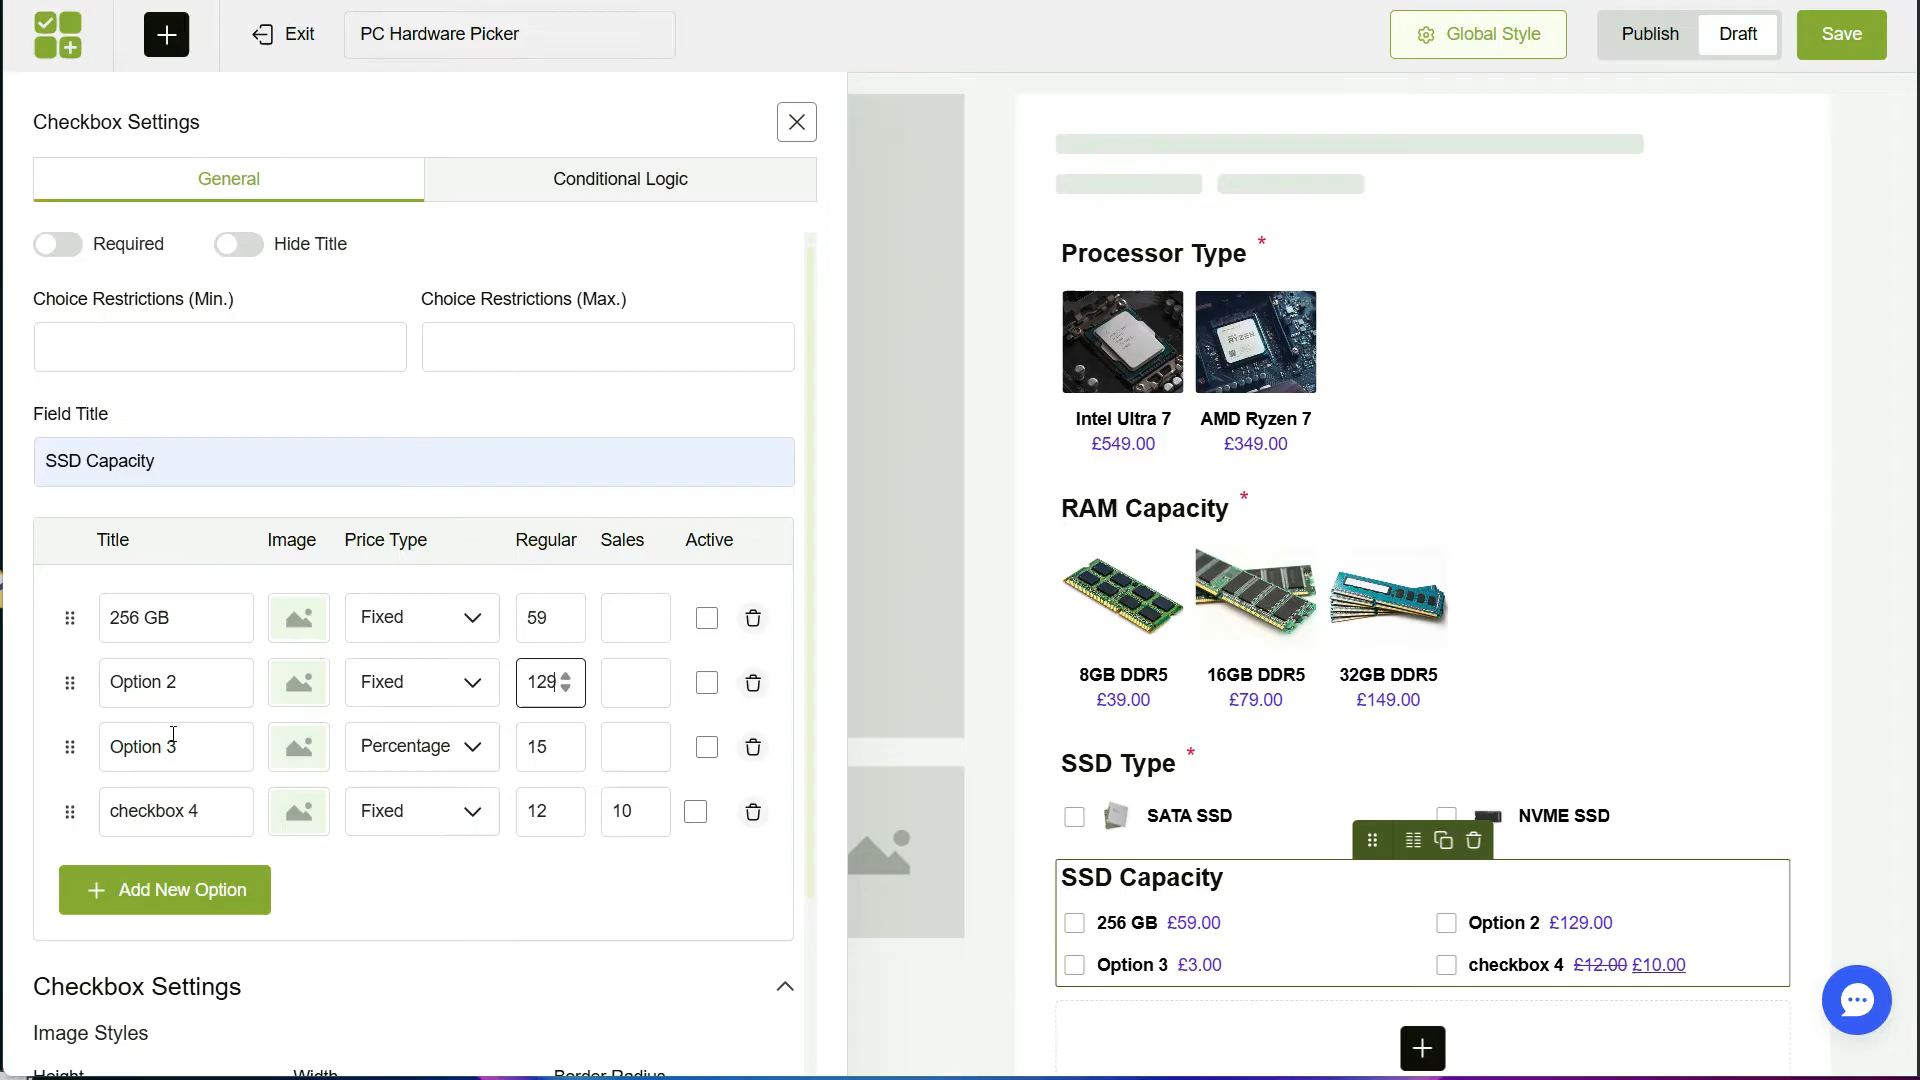 Exit
PC Hardware Picker
Global Style
Publish
Draft
Save
Checkbox Settings
General
Conditional Logic
Required
Hide Title
Choice Restrictions (Min.)
Choice Restrictions (Max.)
Field Title
SSD Capacity
Title
Image
Price Type
Regular
Sales
Active
256 GB
Fixed
59
Option 2
Fixed
129
Option 3
Percentage
15
checkbox 4
Fixed
12
10
Add New Option
Checkbox Settings
Image Styles
Height
Width
Border Radius
Processor Type *
Intel Ultra 7
£549.00
AMD Ryzen 7
£349.00
RAM Capacity *
8GB DDR5
£39.00
16GB DDR5
£79.00
32GB DDR5
£149.00
SSD Type *
SATA SSD
NVME SSD
SSD Capacity
256 GB £59.00
Option 2 £129.00
Option 3 £3.00
checkbox 4 £12.00 £10.00